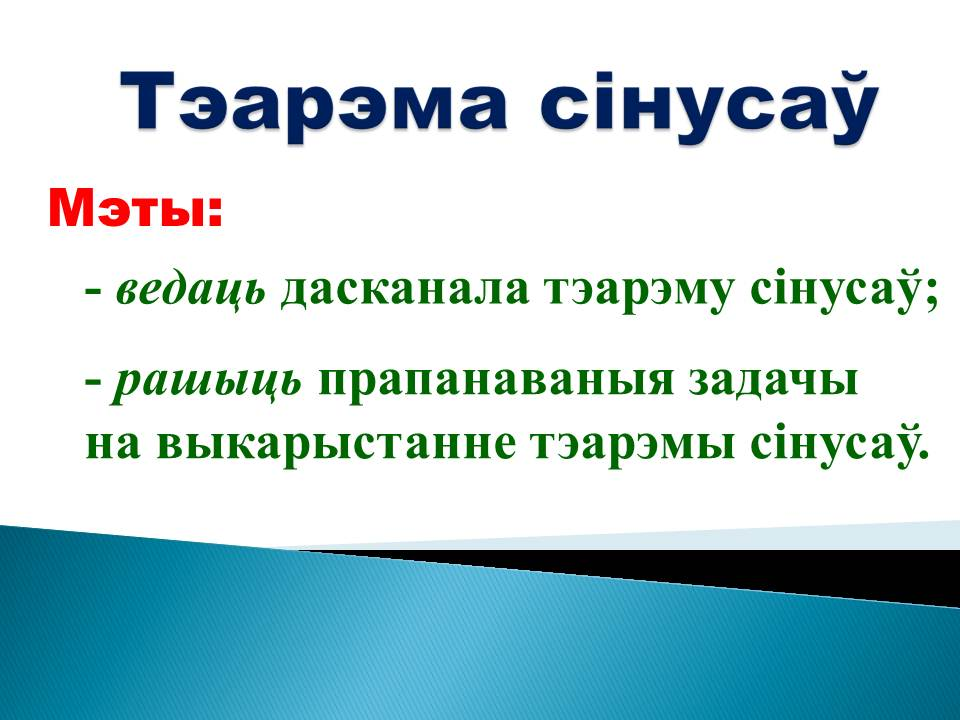 Тэарэма сінусаў
Мэты:
- ведаць дасканала тэарэму сінусаў;
- рашыць прапанаваныя задачы
на выкарыстанне тэарэмы сінусаў.